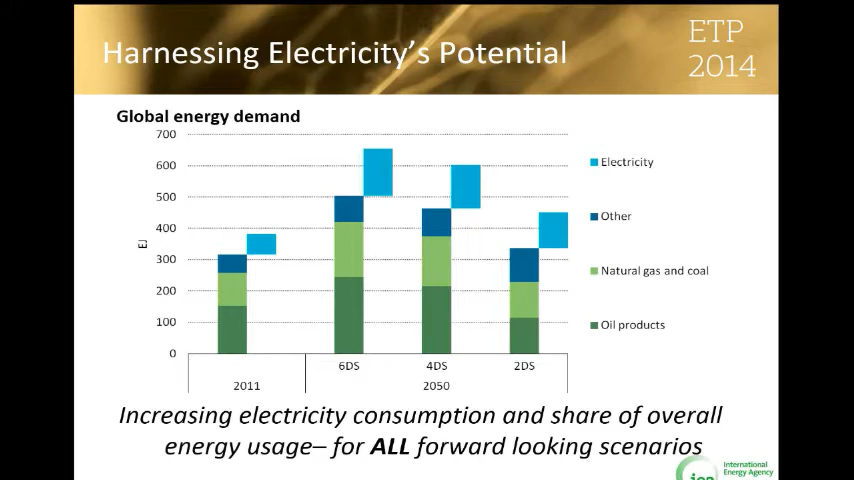 Harnessing Electricity's Potential
ETP
2014
Global energy demand
700
600
500
400
300
200
100
0
EJ
Electricity
Other
Natural gas and coal
Oil products
6DS
4DS
2DS
2011
2050
Increasing electricity consumption and share of overall
energy usage– for ALL forward looking scenarios
International
Energy Agency
iea